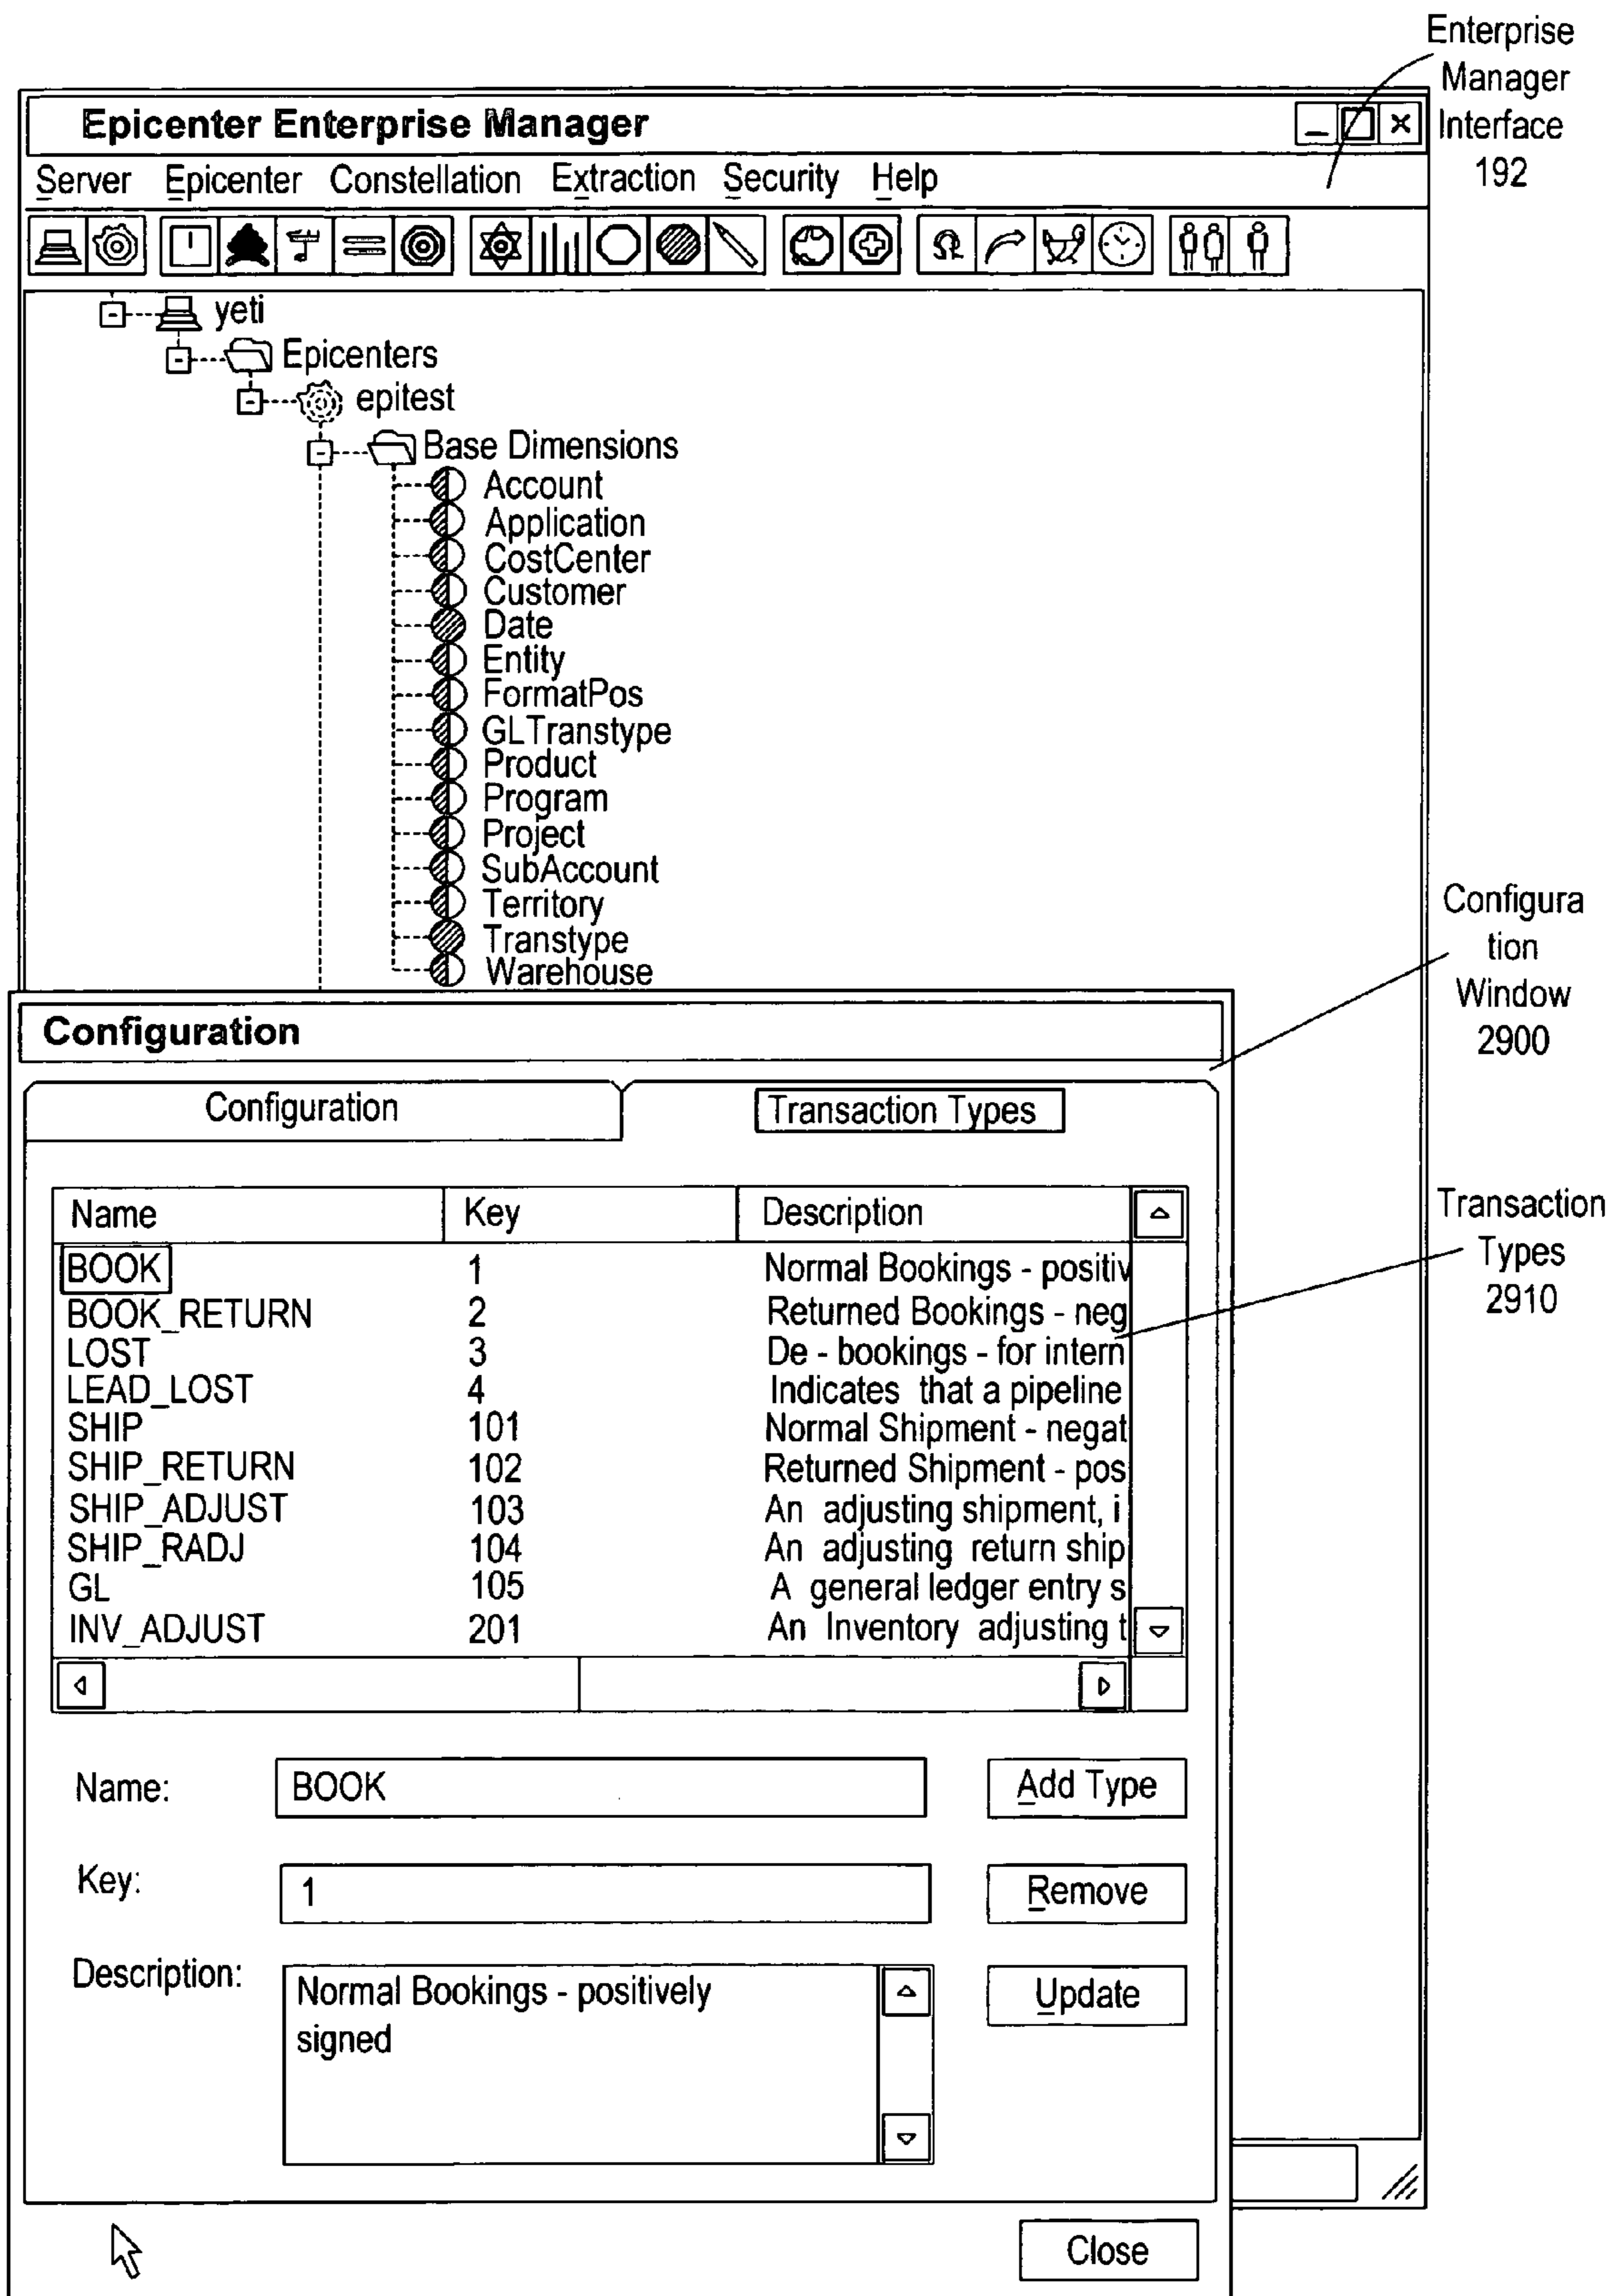 Enterprise
Manager
Interface
192
Epicenter Enterprise Manager
Server Epicenter Constellation Extraction Security Help
yeti
Epicenters
epitest
Base Dimensions
Account
Application
CostCenter
Customer
Date
Entity
FormatPos
GLTranstype
Product
Program
Project
SubAccount
Territory
Transtype
Warehouse
Configura
tion
Window
2900
Configuration
Configuration Transaction Types
Name Key Description
BOOK 1 Normal Bookings - positiv
BOOK_RETURN 2 Returned Bookings - neg
LOST 3 De - bookings - for intern
LEAD_LOST 4 Indicates that a pipeline
SHIP 101 Normal Shipment - negat
SHIP_RETURN 102 Returned Shipment - pos
SHIP_ADJUST 103 An adjusting shipment, i
SHIP_RADJ 104 An adjusting return ship
GL 105 A general ledger entry s
INV_ADJUST 201 An Inventory adjusting t
Transaction
Types
2910
Name: BOOK Add Type
Key: 1 Remove
Description: Normal Bookings - positively
signed
Update
Close